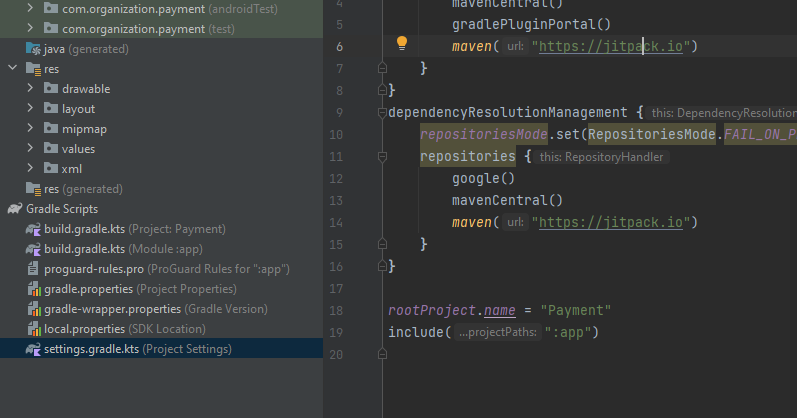 com.organization.payment (androidTest)
com.organization.payment (test)
java (generated)
res
drawable
layout
mipmap
values
xml
res (generated)
Gradle Scripts
build.gradle.kts (Project: Payment)
build.gradle.kts (Module :app)
proguard-rules.pro (ProGuard Rules for ":app")
gradle.properties (Project Properties)
gradle-wrapper.properties (Gradle Version)
local.properties (SDK Location)
settings.gradle.kts (Project Settings)
4 mavenCentral()
5 gradlePluginPortal()
6 maven( url: "https://jitpack.io")
7 }
8 }
9 dependencyResolutionManagement { this: DependencyResolution
10 repositoriesMode.set(RepositoriesMode.FAIL_ON_P
11 repositories { this: RepositoryHandler
12 google()
13 mavenCentral()
14 maven( url: "https://jitpack.io")
15 }
16 }
17
18 rootProject.name = "Payment"
19 include( ...projectPaths: ":app")
20